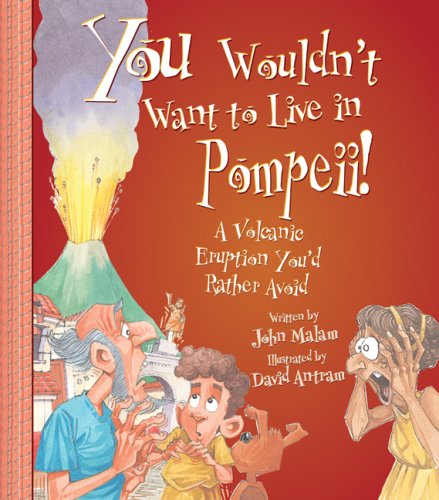 You Wouldn't
Want to Live in
Pompeii!
A Volcanic
Eruption You'd
Rather Avoid
Written by
John Malam
Illustrated by
David Antram